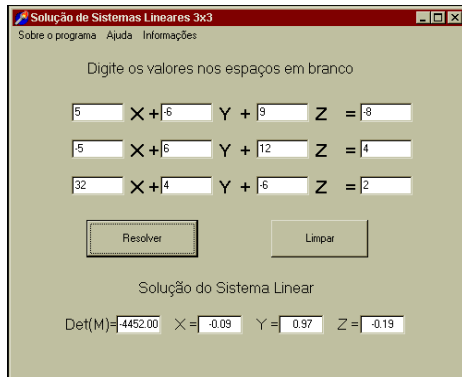 Solução de Sistemas Lineares 3x3
Sobre o programa Ajuda Informações
Digite os valores nos espaços em branco
5 X + -6 Y + 9 Z = -8
-5 X + 6 Y + 12 Z = 4
32 X + 4 Y + -6 Z = 2
Resolver Limpar
Solução do Sistema Linear
Det(M)= -4452.00 X = -0.09 Y = 0.97 Z = -0.19